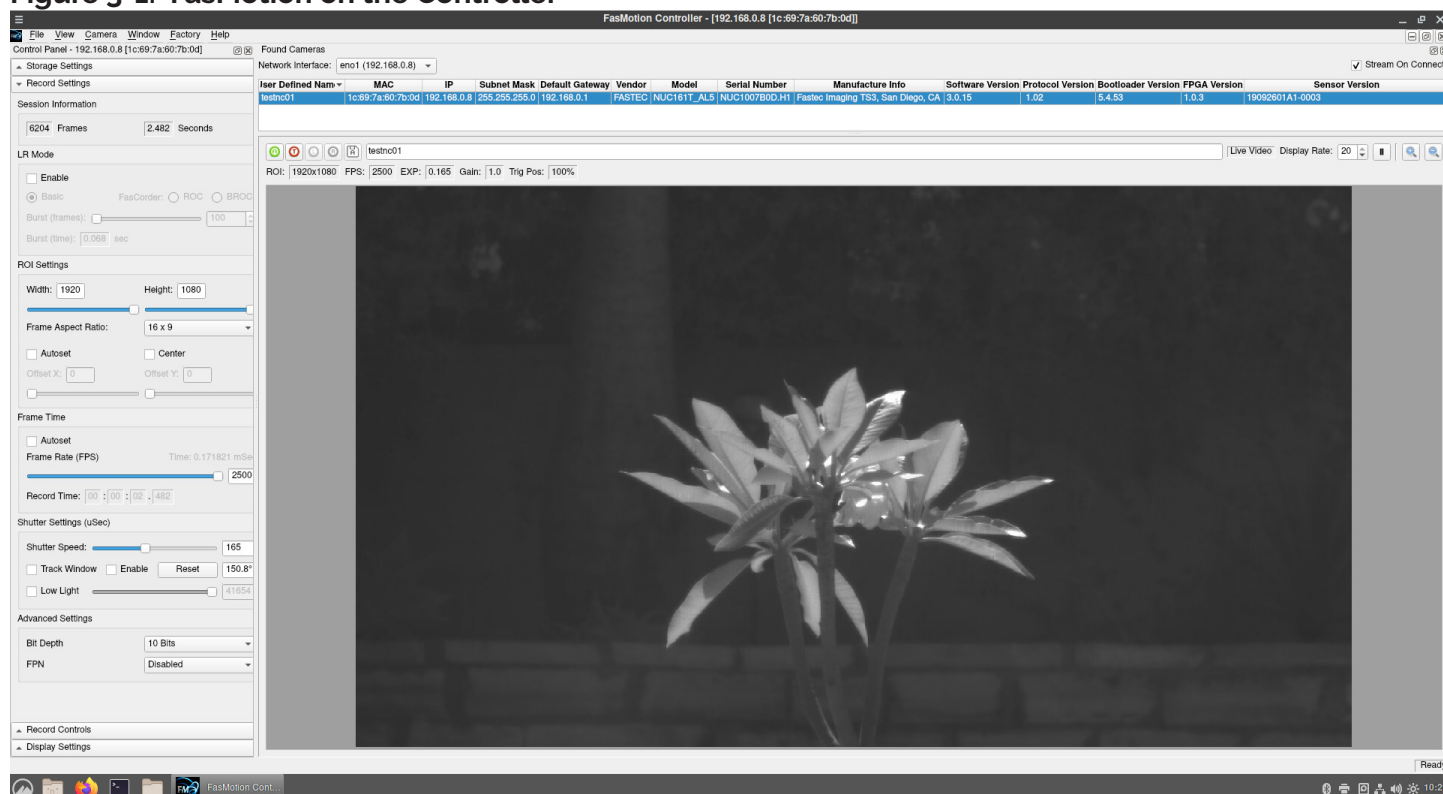 Figure 3-1. FasMotion on the Controller
FasMotion Controller - [192.168.0.8 [1c:69:7a:60:7b:0d]]
File View Camera Window Factory Help
Control Panel - 192.168.0.8 [1c:69:7a:60:7b:0d]
Found Cameras
Storage Settings
Network Interface: eno1 (192.168.0.8)
Stream On Connect
Record Settings
Jser Defined Nam MAC IP Subnet Mask Default Gateway Vendor Model Serial Number Manufacture Info Software Version Protocol Version Bootloader Version FPGA Version Sensor Version
testnc01 1c:69:7a:60:7b:0d 192.168.0.8 255.255.255.0 192.168.0.1 FASTEC NUC161T_AL5 NUC1007B0D.H1 Fastec Imaging TS3, San Diego, CA 3.0.15 1.02 5.4.53 1.0.3 19092601A1-0003
Session Information
6204 Frames 2.482 Seconds
LR Mode
testnc01 Live Video Display Rate: 20
ROI: 1920x1080 FPS: 2500 EXP: 0.165 Gain: 1.0 Trig Pos: 100%
Enable
Basic FasCorder: ROC BROC
Burst (frames): 100
Burst (time): 0.068 sec
ROI Settings
Width: 1920 Height: 1080
Frame Aspect Ratio: 16 x 9
Autoset Center
Offset X: 0 Offset Y: 0
Frame Time
Autoset
Frame Rate (FPS) Time: 0.171821 mSe
2500
Record Time: 00 : 00 : 02 . 482
Shutter Settings (uSec)
Shutter Speed: 165
Track Window Enable Reset 150.8°
Low Light 41654
Advanced Settings
Bit Depth 10 Bits
FPN Disabled
Record Controls
Display Settings
Ready
FM FasMotion Cont...
10:2